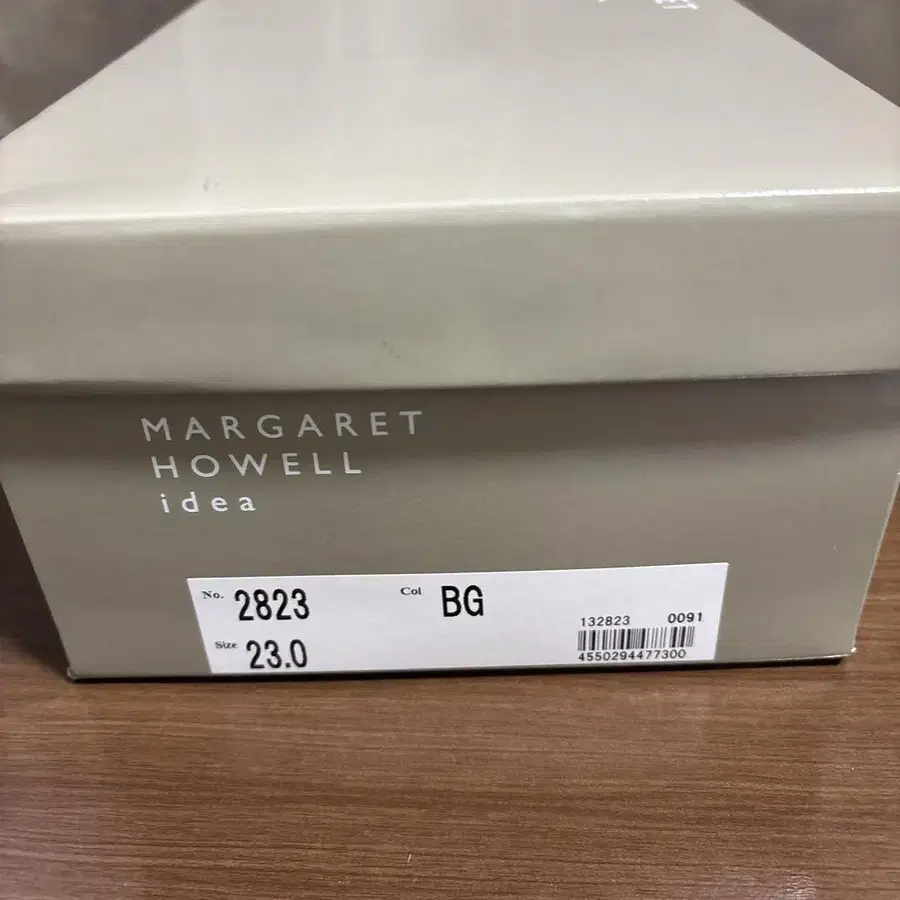 MARGARET
HOWELL
idea
No. 2823 Col BG
Size 23.0
132823 0091
4550294477300